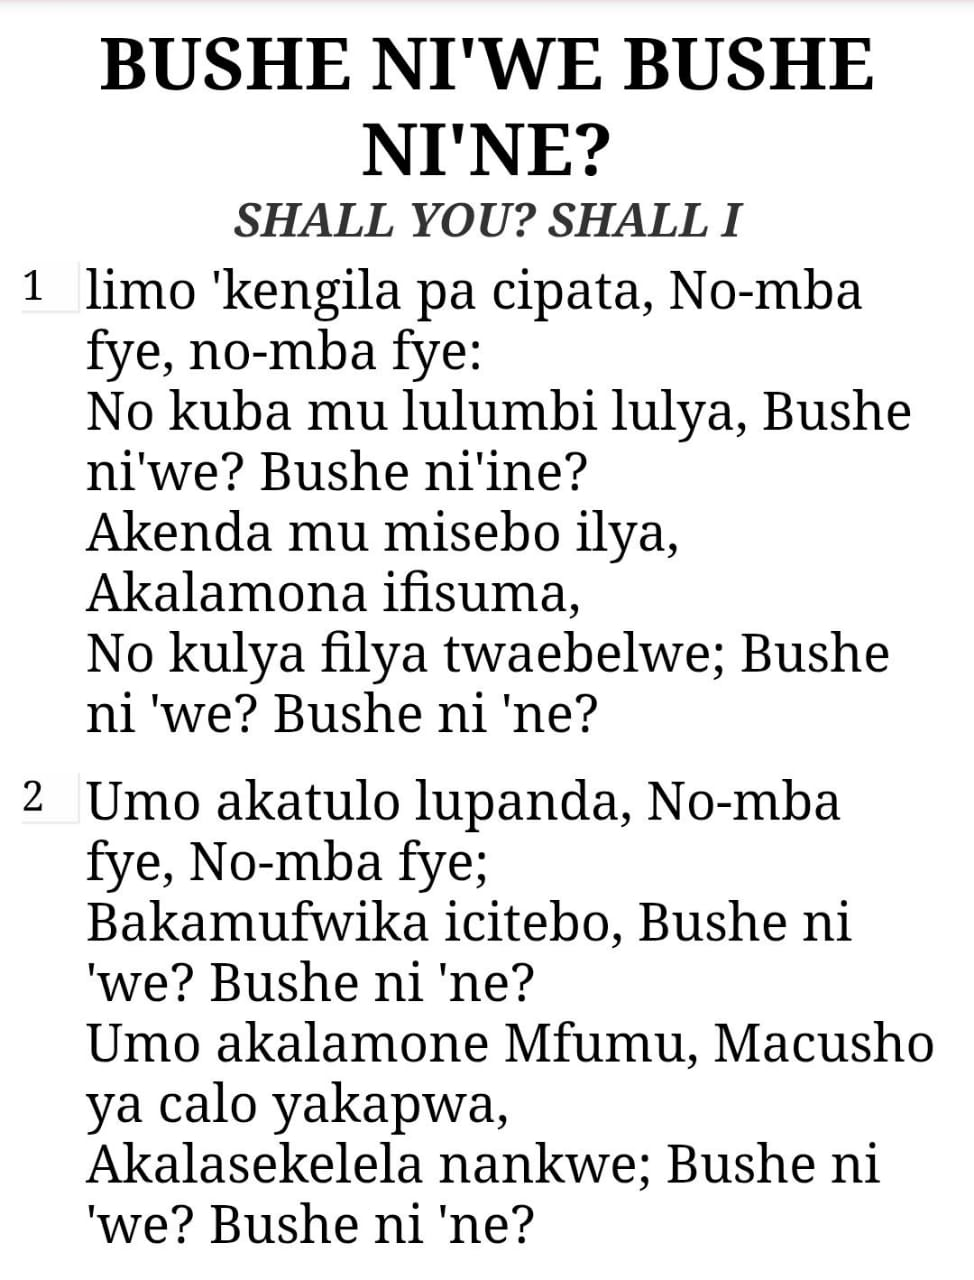 BUSHE NI'WE BUSHE
NI'NE?
SHALL YOU? SHALL I
1 limo 'kengila pa cipata, No-mba
fye, no-mba fye:
No kuba mu lulumbi lulya, Bushe
ni'we? Bushe ni'ine?
Akenda mu misebo ilya,
Akalamona ifisuma,
No kulya filya twaebelwe; Bushe
ni 'we? Bushe ni 'ne?
2 Umo akatulo lupanda, No-mba
fye, No-mba fye;
Bakamufwika icitebo, Bushe ni
'we? Bushe ni 'ne?
Umo akalamone Mfumu, Macusho
ya calo yakapwa,
Akalasekelela nankwe; Bushe ni
'we? Bushe ni 'ne?